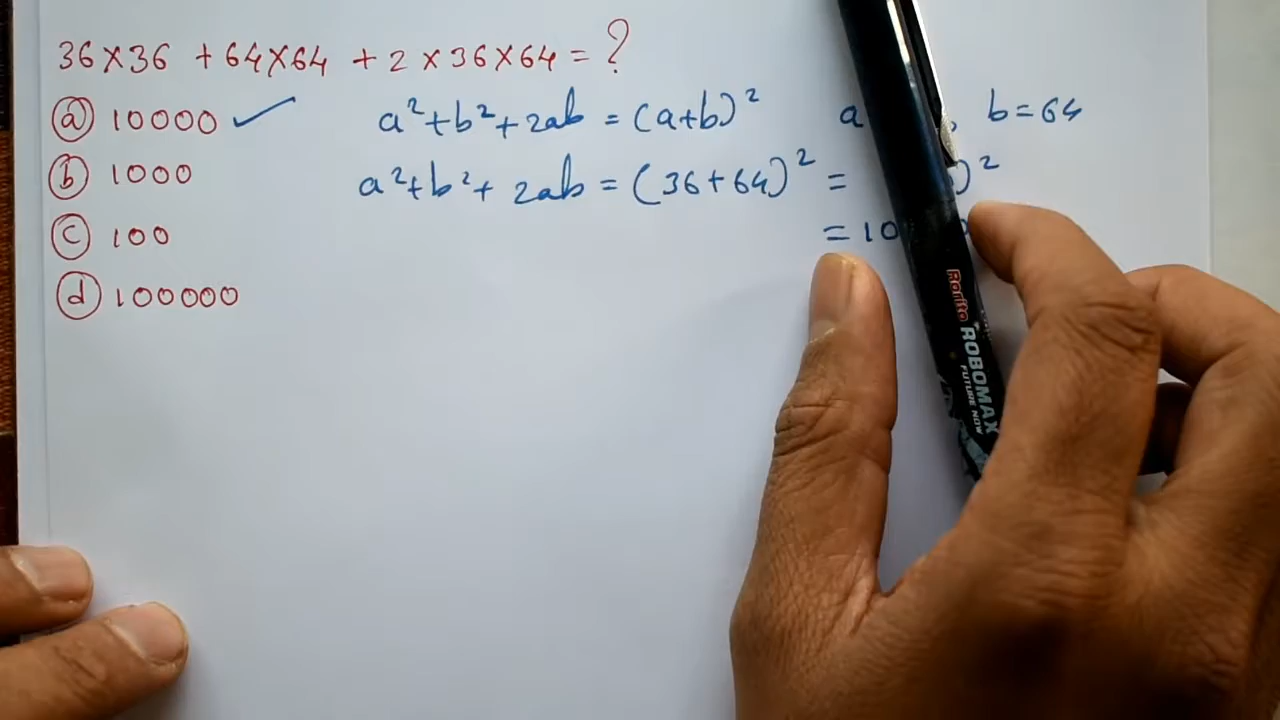 36×36 + 64×64 + 2×36×64 = ?
(a) 10000 ✓
a²+b²+2ab = (a+b)²
a , b=64
(b) 1000
a²+b²+2ab = (36+64)² = )²
(c) 100
= 10
(d) 100000
Rorito ROBOMAX
FUTURE NOW